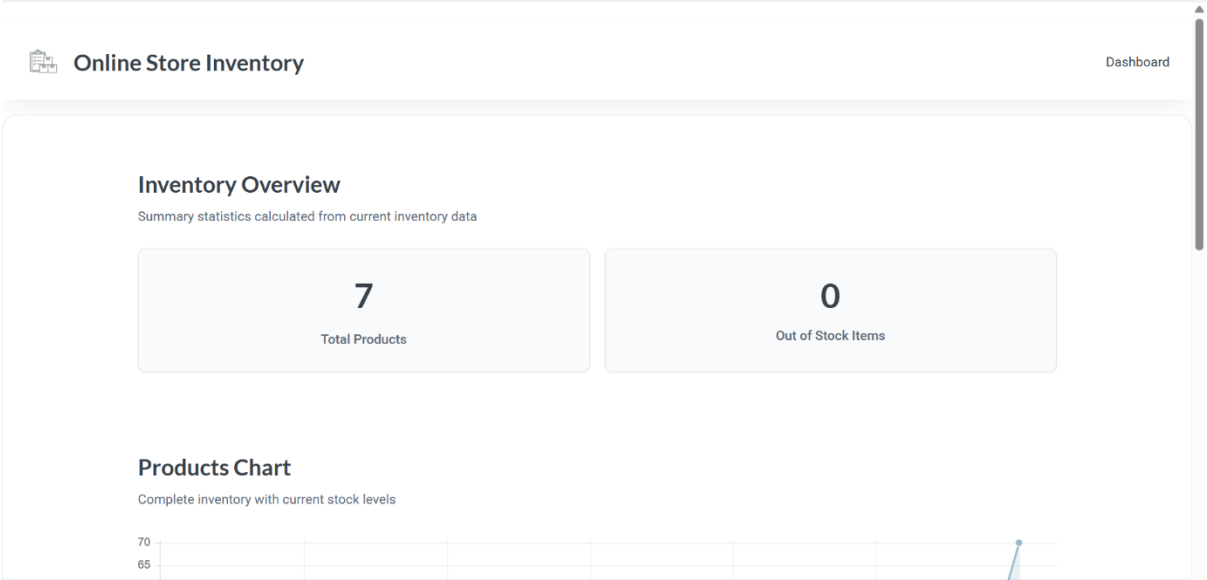 Online Store Inventory
Dashboard
Inventory Overview
Summary statistics calculated from current inventory data
7
Total Products
0
Out of Stock Items
Products Chart
Complete inventory with current stock levels
70
65